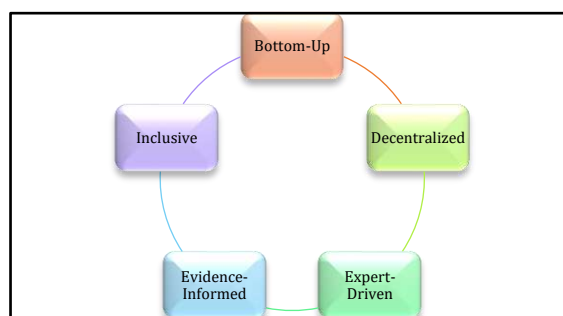 Bottom-Up
Decentralized
Expert-
Driven
Evidence-
Informed
Inclusive